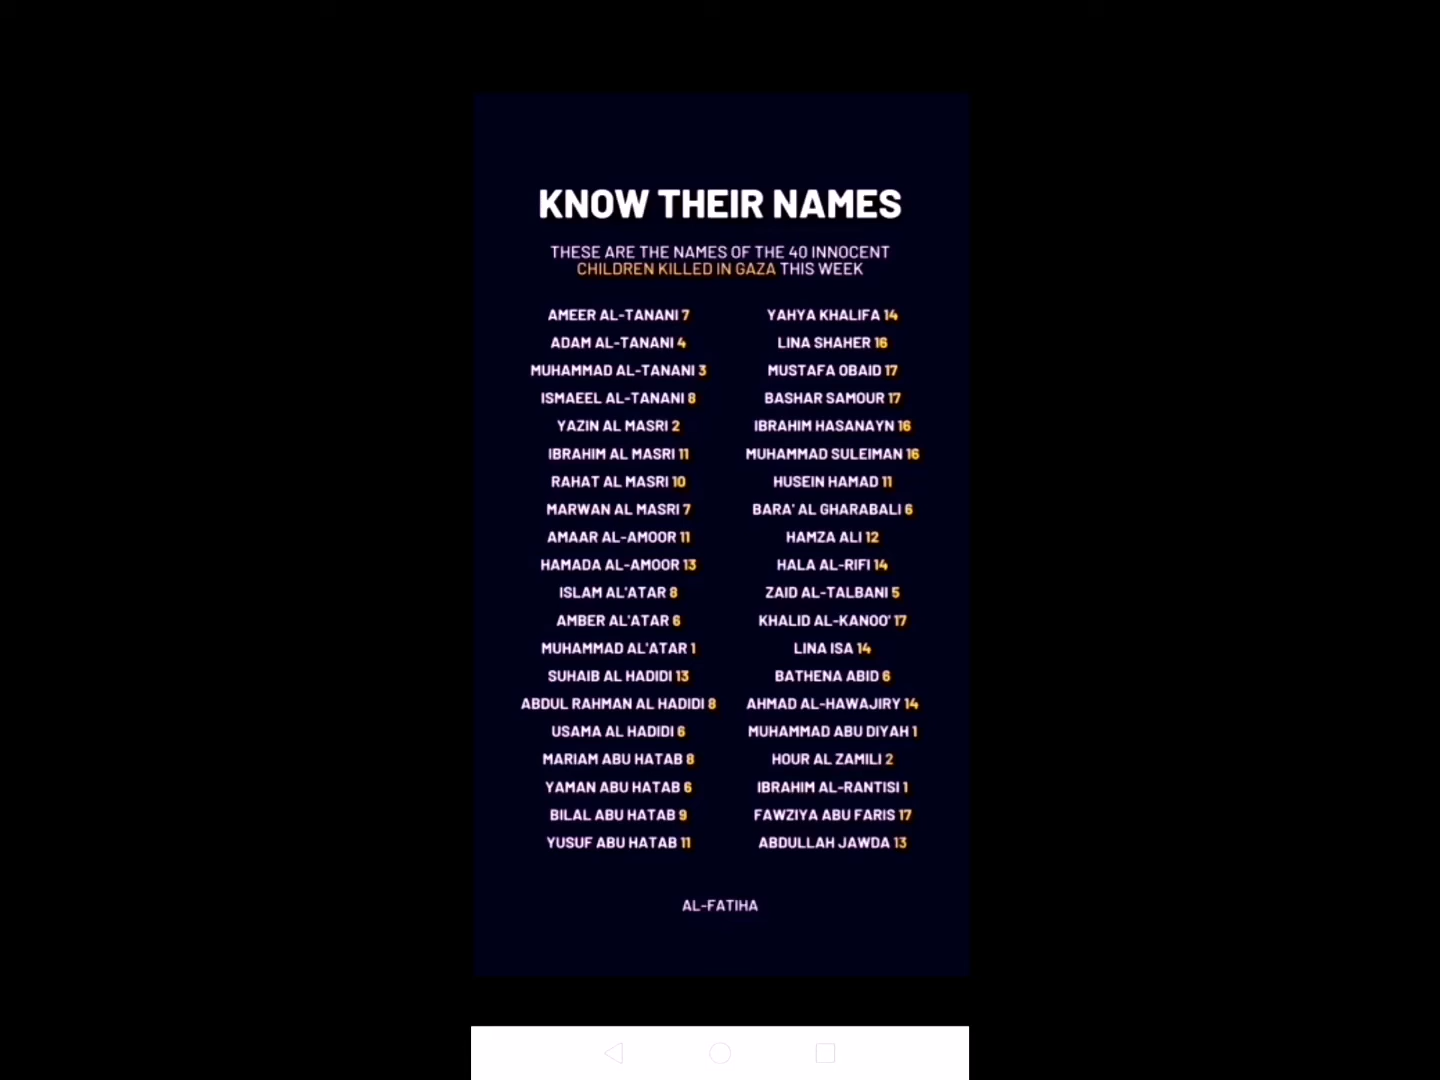 KNOW THEIR NAMES
THESE ARE THE NAMES OF THE 40 INNOCENT
CHILDREN KILLED IN GAZA THIS WEEK
AMEER AL-TANANI 7
ADAM AL-TANANI 4
MUHAMMAD AL-TANANI 3
ISMAEEL AL-TANANI 8
YAZIN AL MASRI 2
IBRAHIM AL MASRI 11
RAHAT AL MASRI 10
MARWAN AL MASRI 7
AMAAR AL-AMOOR 11
HAMADA AL-AMOOR 13
ISLAM AL'ATAR 8
AMBER AL'ATAR 6
MUHAMMAD AL'ATAR 1
SUHAIB AL HADIDI 13
ABDUL RAHMAN AL HADIDI 8
USAMA AL HADIDI 6
MARIAM ABU HATAB 8
YAMAN ABU HATAB 6
BILAL ABU HATAB 9
YUSUF ABU HATAB 11
YAHYA KHALIFA 14
LINA SHAHER 16
MUSTAFA OBAID 17
BASHAR SAMOUR 17
IBRAHIM HASANAYN 16
MUHAMMAD SULEIMAN 16
HUSEIN HAMAD 11
BARA' AL GHARABALI 6
HAMZA ALI 12
HALA AL-RIFI 14
ZAID AL-TALBANI 5
KHALID AL-KANOO' 17
LINA ISA 14
BATHENA ABID 6
AHMAD AL-HAWAJIRY 14
MUHAMMAD ABU DIYAH 1
HOUR AL ZAMILI 2
IBRAHIM AL-RANTISI 1
FAWZIYA ABU FARIS 17
ABDULLAH JAWDA 13
AL-FATIHA